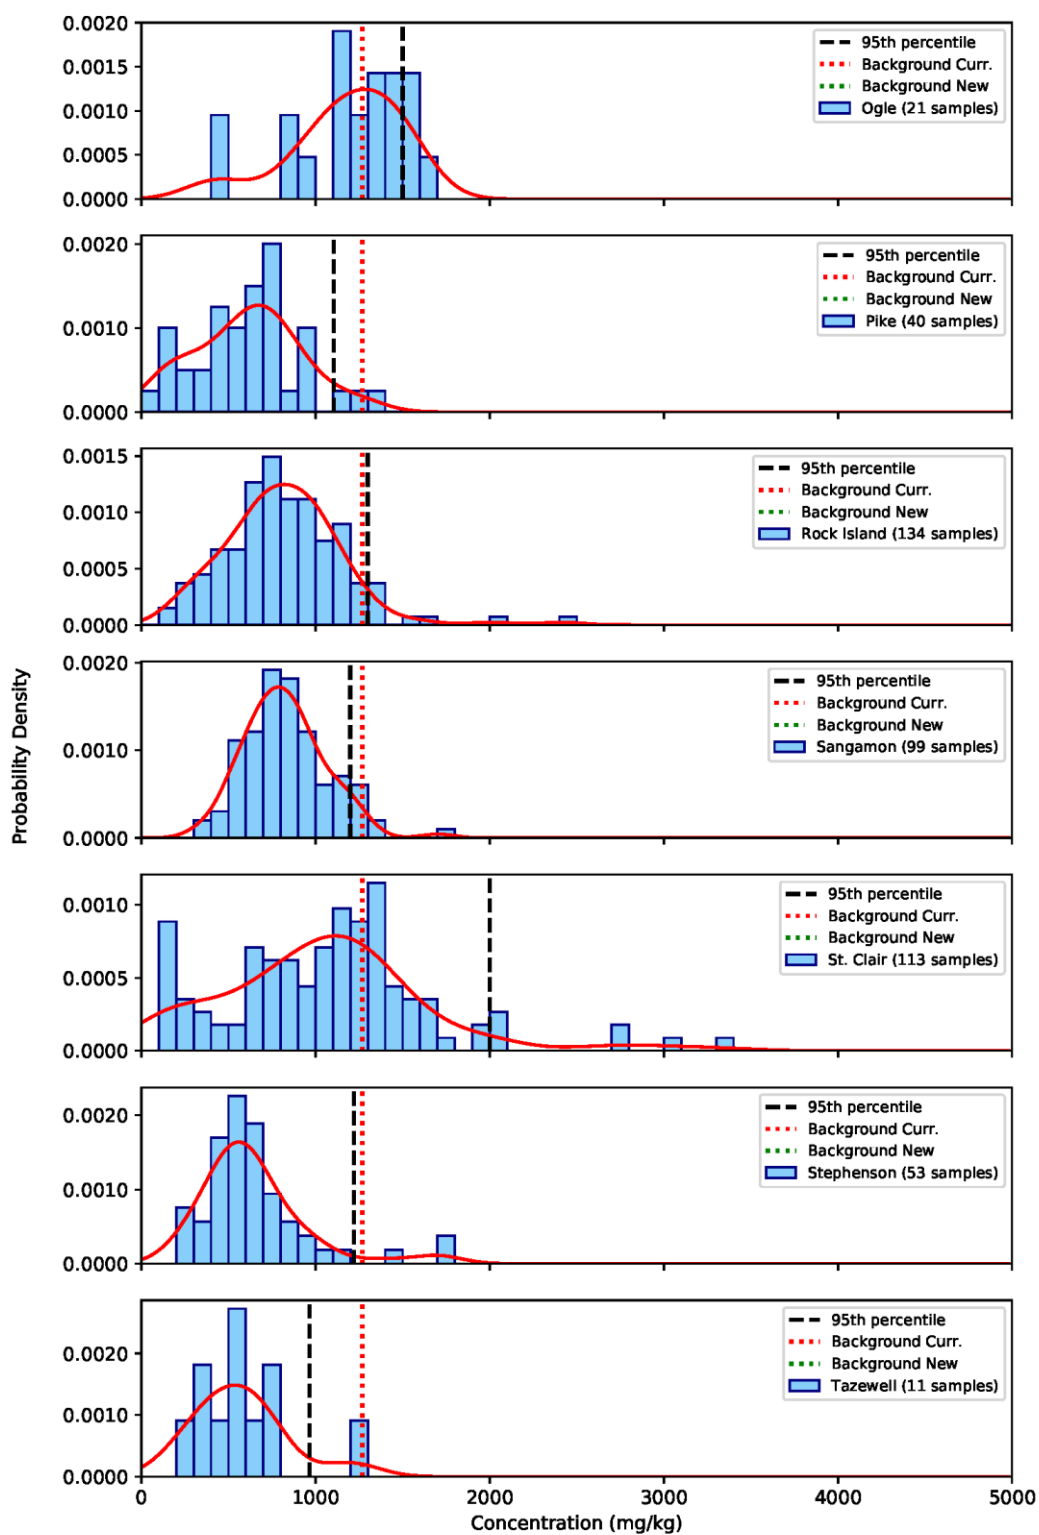 0.0020
0.0015
0.0010
0.0005
0.0000
95th percentile
Background Curr.
Background New
Ogle (21 samples)
0.0020
0.0010
0.0000
95th percentile
Background Curr.
Background New
Pike (40 samples)
0.0015
0.0010
0.0005
0.0000
95th percentile
Background Curr.
Background New
Rock Island (134 samples)
Probability Density
0.0020
0.0010
0.0000
95th percentile
Background Curr.
Background New
Sangamon (99 samples)
0.0010
0.0005
0.0000
95th percentile
Background Curr.
Background New
St. Clair (113 samples)
0.0020
0.0010
0.0000
95th percentile
Background Curr.
Background New
Stephenson (53 samples)
0.0020
0.0010
0.0000
95th percentile
Background Curr.
Background New
Tazewell (11 samples)
0 1000 2000 3000 4000 5000
Concentration (mg/kg)